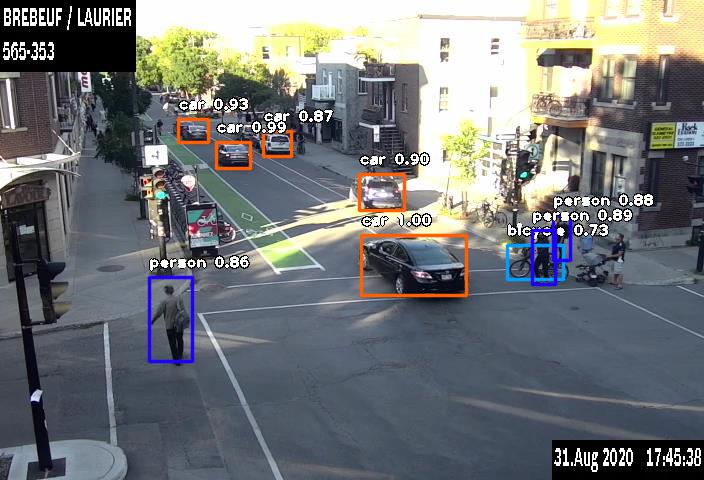 BREBEUF / LAURIER
565-353
car 0.93
car 0.87
car 0.99
car 0.90
person 0.88
person 0.89
car 1.00
bicycle 0.73
person 0.86
31.Aug 2020 17:45:38